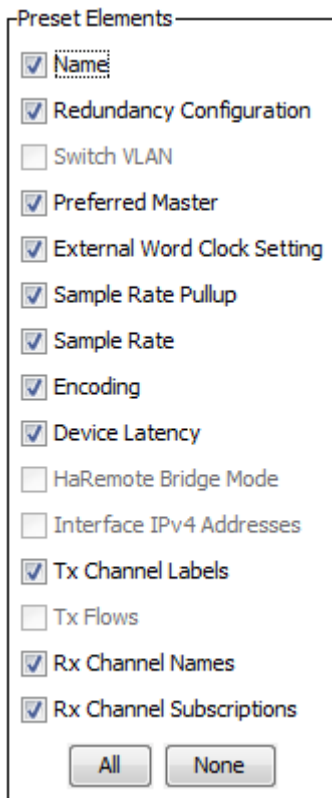 Preset Elements
Name
Redundancy Configuration
Switch VLAN
Preferred Master
External Word Clock Setting
Sample Rate Pullup
Sample Rate
Encoding
Device Latency
HaRemote Bridge Mode
Interface IPv4 Addresses
Tx Channel Labels
Tx Flows
Rx Channel Names
Rx Channel Subscriptions
All None